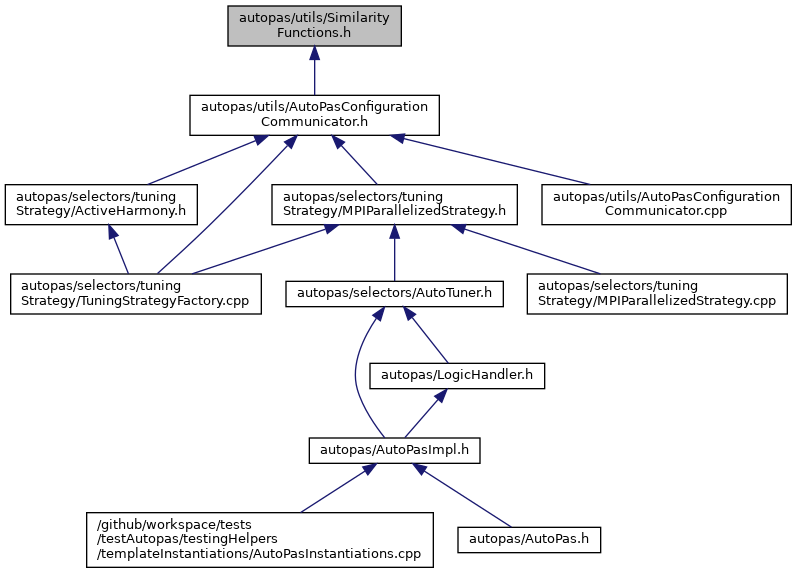 autopas/utils/Similarity
Functions.h
autopas/utils/AutoPasConfiguration
Communicator.h
autopas/selectors/tuning
Strategy/ActiveHarmony.h
autopas/selectors/tuning
Strategy/MPIParallelizedStrategy.h
autopas/utils/AutoPasConfiguration
Communicator.cpp
autopas/selectors/tuning
Strategy/TuningStrategyFactory.cpp
autopas/selectors/AutoTuner.h
autopas/selectors/tuning
Strategy/MPIParallelizedStrategy.cpp
autopas/LogicHandler.h
autopas/AutoPasImpl.h
/github/workspace/tests
/testAutopas/testingHelpers
/templateInstantiations/AutoPasInstantiations.cpp
autopas/AutoPas.h